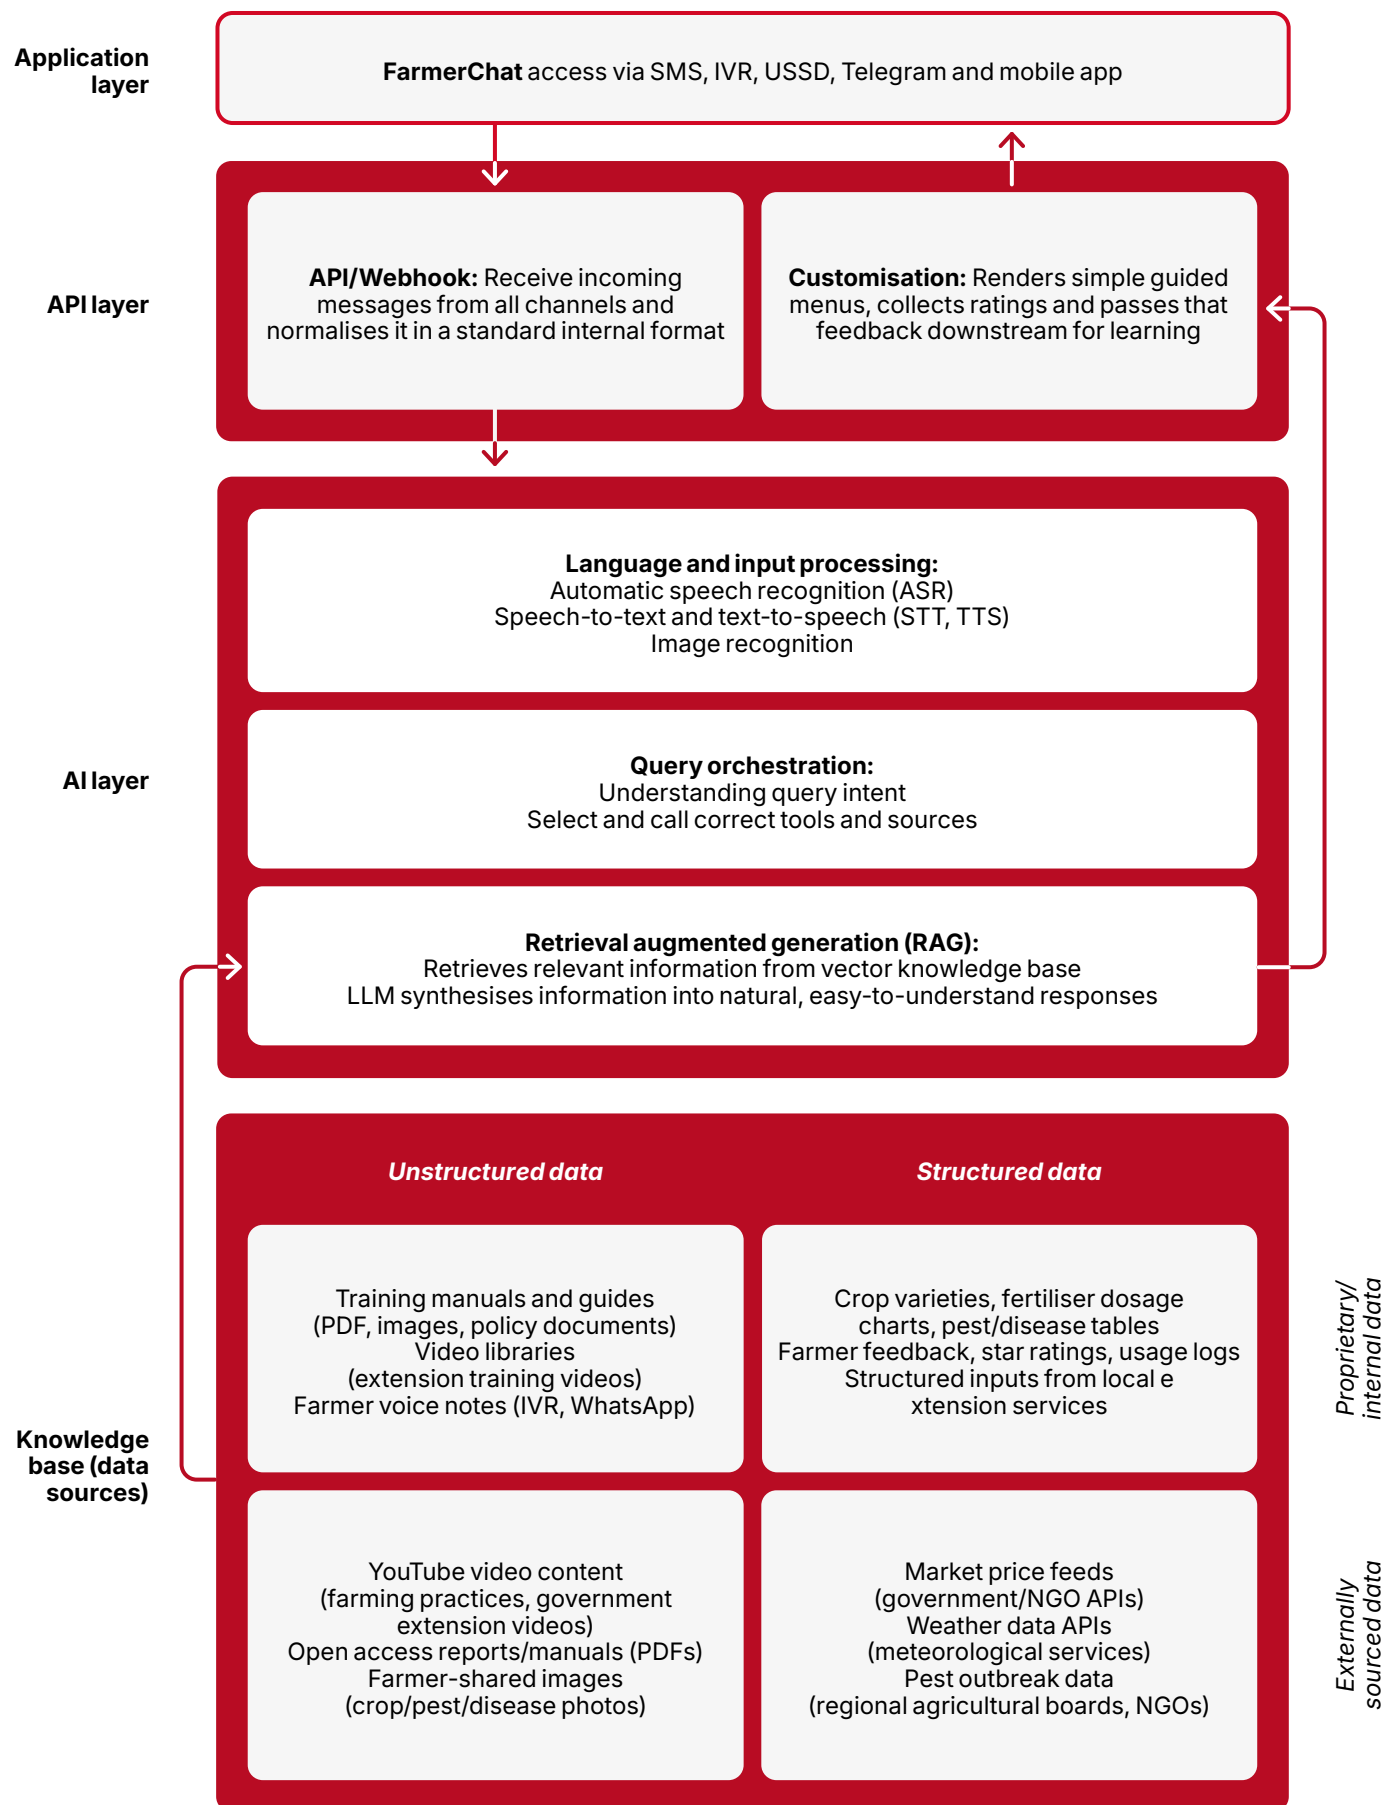 Application
layer
FarmerChat access via SMS, IVR, USSD, Telegram and mobile app
API layer
API/Webhook: Receive incoming
messages from all channels and
normalises it in a standard internal format
Customisation: Renders simple guided
menus, collects ratings and passes that
feedback downstream for learning
AI layer
Language and input processing:
Automatic speech recognition (ASR)
Speech-to-text and text-to-speech (STT, TTS)
Image recognition
Query orchestration:
Understanding query intent
Select and call correct tools and sources
Retrieval augmented generation (RAG):
Retrieves relevant information from vector knowledge base
LLM synthesises information into natural, easy-to-understand responses
Knowledge
base (data
sources)
Unstructured data
Structured data
Training manuals and guides
(PDF, images, policy documents)
Video libraries
(extension training videos)
Farmer voice notes (IVR, WhatsApp)
Crop varieties, fertiliser dosage
charts, pest/disease tables
Farmer feedback, star ratings, usage logs
Structured inputs from local e
xtension services
Proprietary/
internal data
YouTube video content
(farming practices, government
extension videos)
Open access reports/manuals (PDFs)
Farmer-shared images
(crop/pest/disease photos)
Market price feeds
(government/NGO APIs)
Weather data APIs
(meteorological services)
Pest outbreak data
(regional agricultural boards, NGOs)
Externally
sourced data